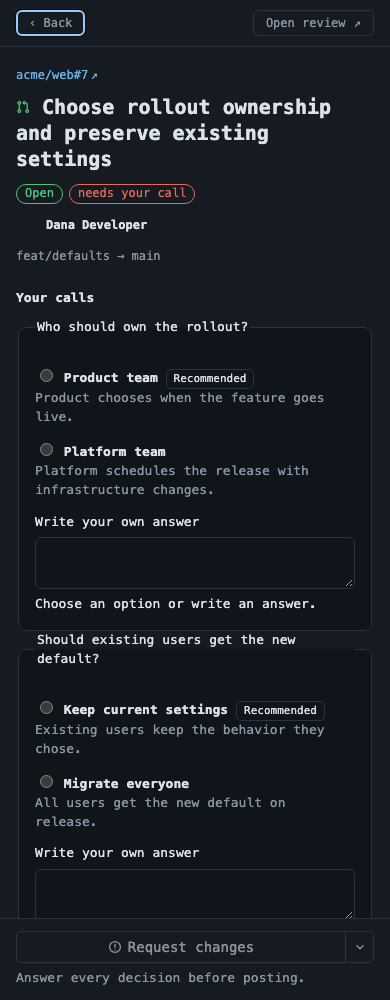 ‹ Back
Open review ↗
acme/web#7 ↗
Choose rollout ownership
and preserve existing
settings
Open
needs your call
Dana Developer
feat/defaults → main
Your calls
Who should own the rollout?
Product team Recommended
Product chooses when the feature goes
live.
Platform team
Platform schedules the release with
infrastructure changes.
Write your own answer
Choose an option or write an answer.
Should existing users get the new
default?
Keep current settings Recommended
Existing users keep the behavior they
chose.
Migrate everyone
All users get the new default on
release.
Write your own answer
Request changes
Answer every decision before posting.